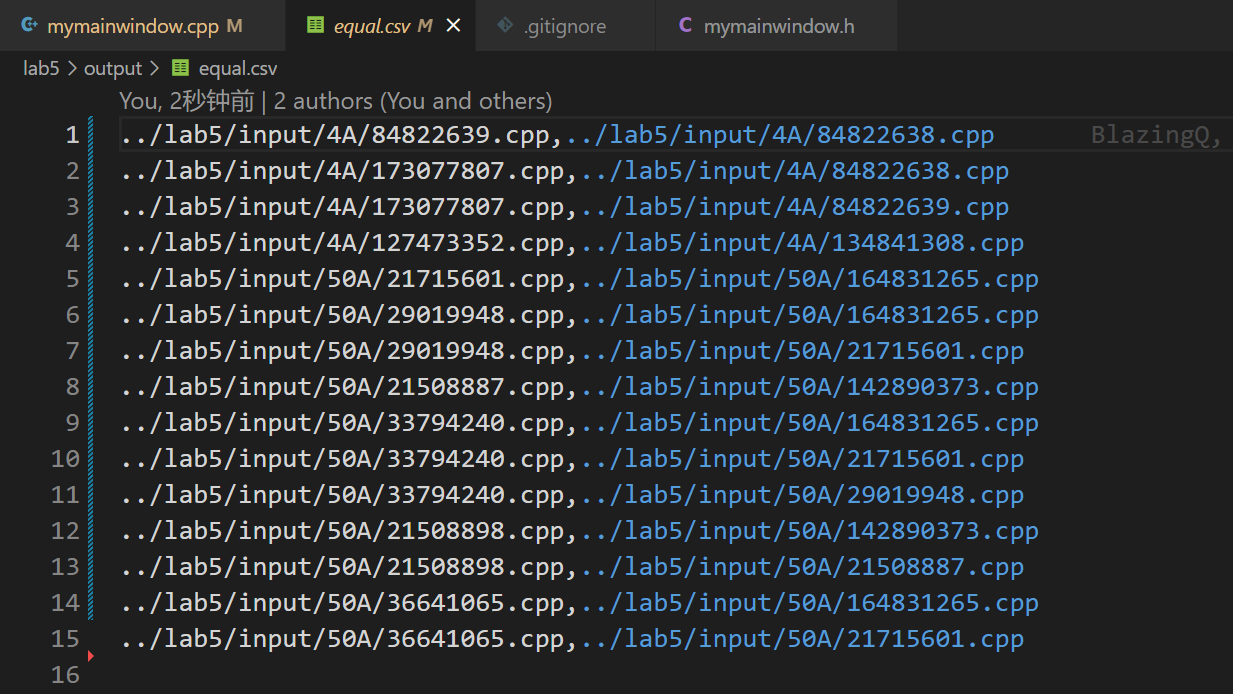 mymainwindow.cpp M equal.csv M .gitignore mymainwindow.h
lab5 > output > equal.csv
You, 2秒钟前 | 2 authors (You and others)
1 ../lab5/input/4A/84822639.cpp,../lab5/input/4A/84822638.cpp BlazingQ,
2 ../lab5/input/4A/173077807.cpp,../lab5/input/4A/84822638.cpp
3 ../lab5/input/4A/173077807.cpp,../lab5/input/4A/84822639.cpp
4 ../lab5/input/4A/127473352.cpp,../lab5/input/4A/134841308.cpp
5 ../lab5/input/50A/21715601.cpp,../lab5/input/50A/164831265.cpp
6 ../lab5/input/50A/29019948.cpp,../lab5/input/50A/164831265.cpp
7 ../lab5/input/50A/29019948.cpp,../lab5/input/50A/21715601.cpp
8 ../lab5/input/50A/21508887.cpp,../lab5/input/50A/142890373.cpp
9 ../lab5/input/50A/33794240.cpp,../lab5/input/50A/164831265.cpp
10 ../lab5/input/50A/33794240.cpp,../lab5/input/50A/21715601.cpp
11 ../lab5/input/50A/33794240.cpp,../lab5/input/50A/29019948.cpp
12 ../lab5/input/50A/21508898.cpp,../lab5/input/50A/142890373.cpp
13 ../lab5/input/50A/21508898.cpp,../lab5/input/50A/21508887.cpp
14 ../lab5/input/50A/36641065.cpp,../lab5/input/50A/164831265.cpp
15 ../lab5/input/50A/36641065.cpp,../lab5/input/50A/21715601.cpp
16